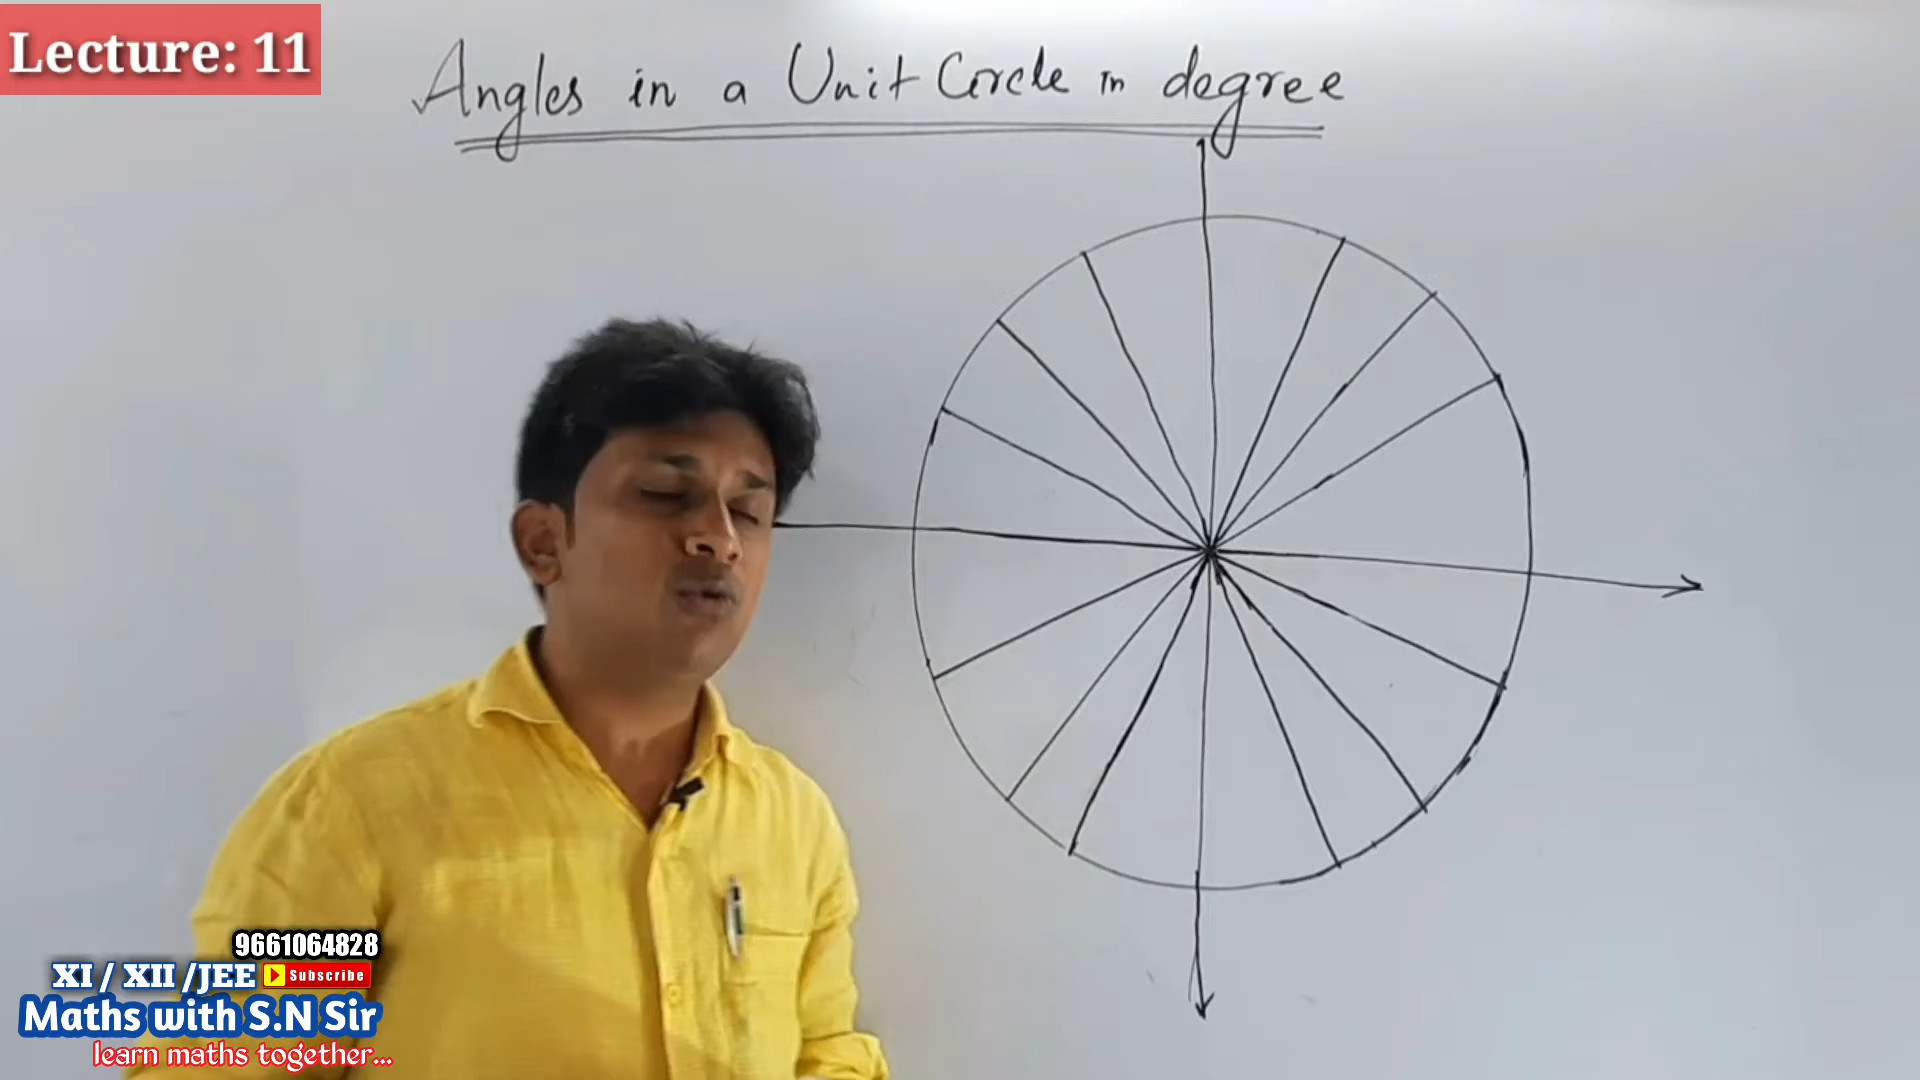 Lecture: 11
Angles in a Unit Circle in degree
9661064828
XI / XII /JEE Subscribe
Maths with S.N Sir
learn maths together...